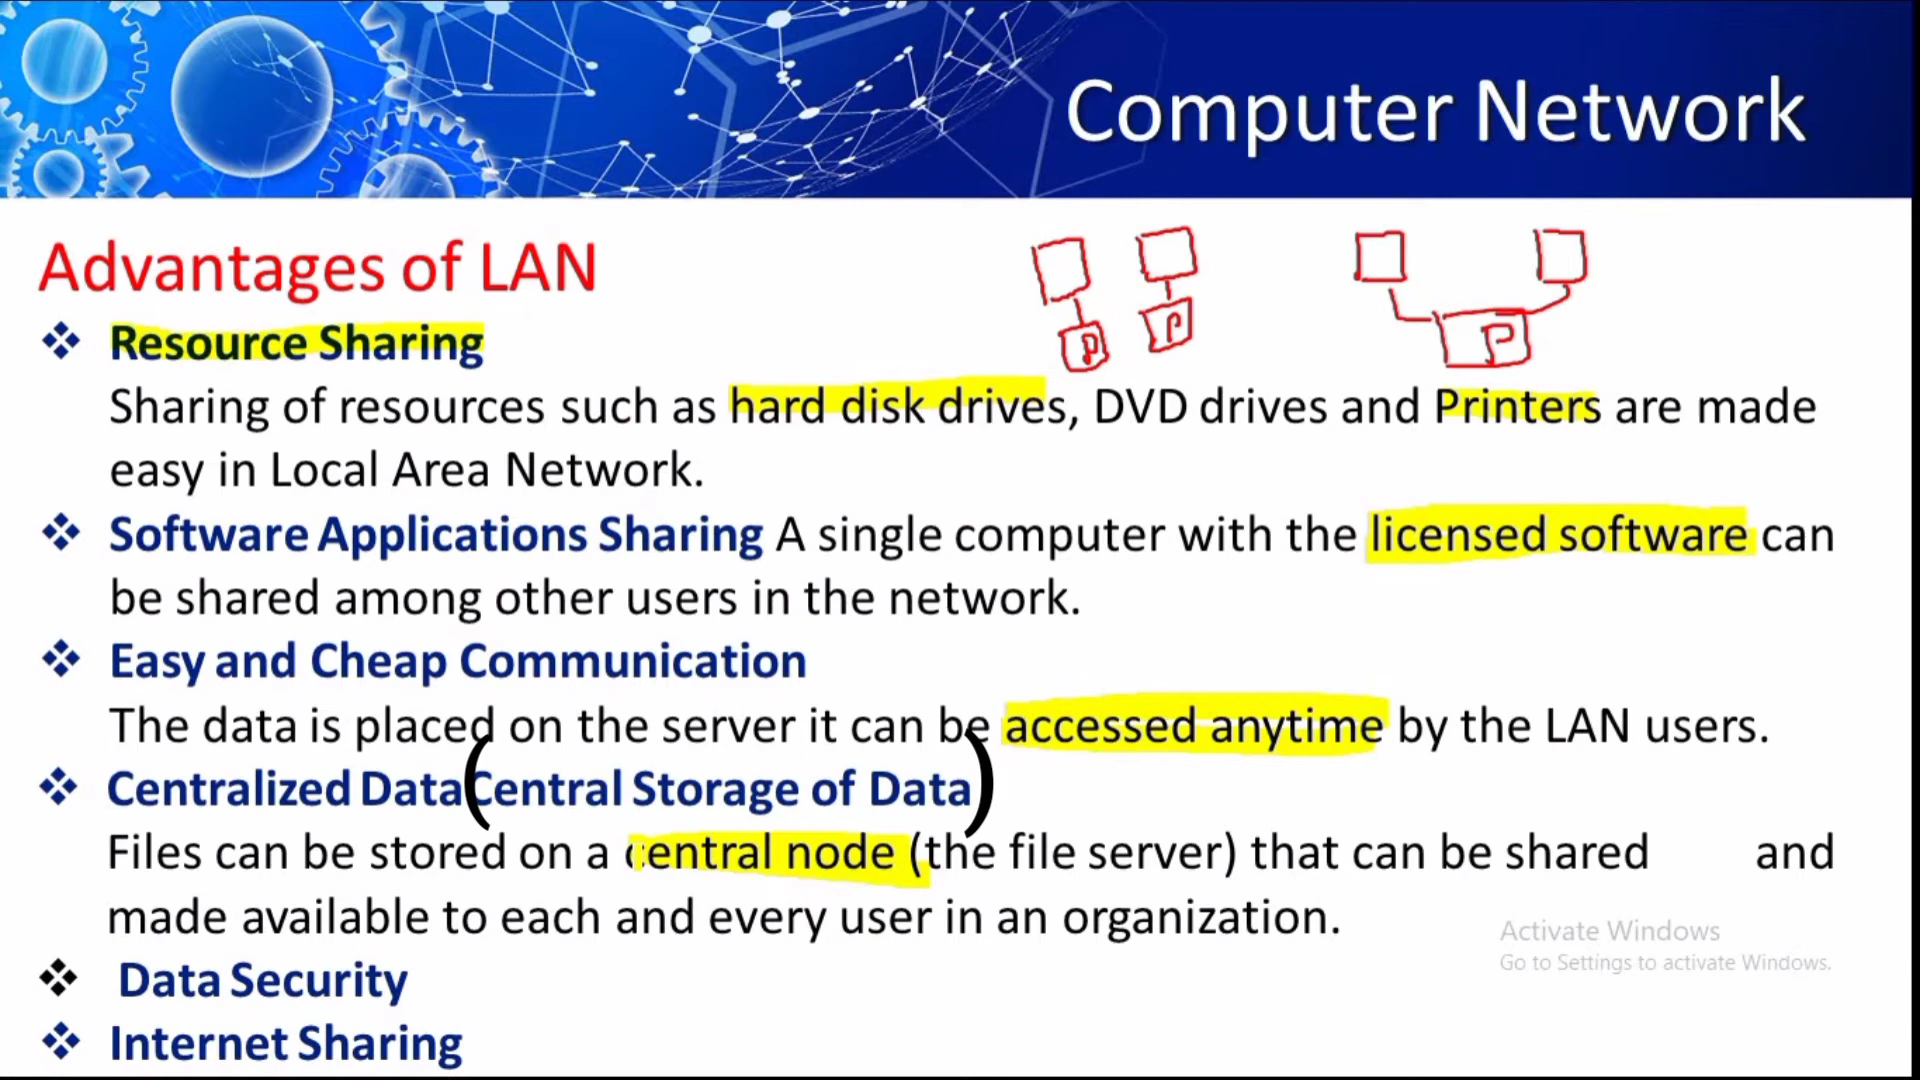 Computer Network
Advantages of LAN
P P P
❖ Resource Sharing
Sharing of resources such as hard disk drives, DVD drives and Printers are made
easy in Local Area Network.
❖ Software Applications Sharing A single computer with the licensed software can
be shared among other users in the network.
❖ Easy and Cheap Communication
The data is placed on the server it can be accessed anytime by the LAN users.
❖ Centralized Data(Central Storage of Data)
Files can be stored on a central node (the file server) that can be shared and
made available to each and every user in an organization.
Activate Windows
Go to Settings to activate Windows.
❖ Data Security
❖ Internet Sharing